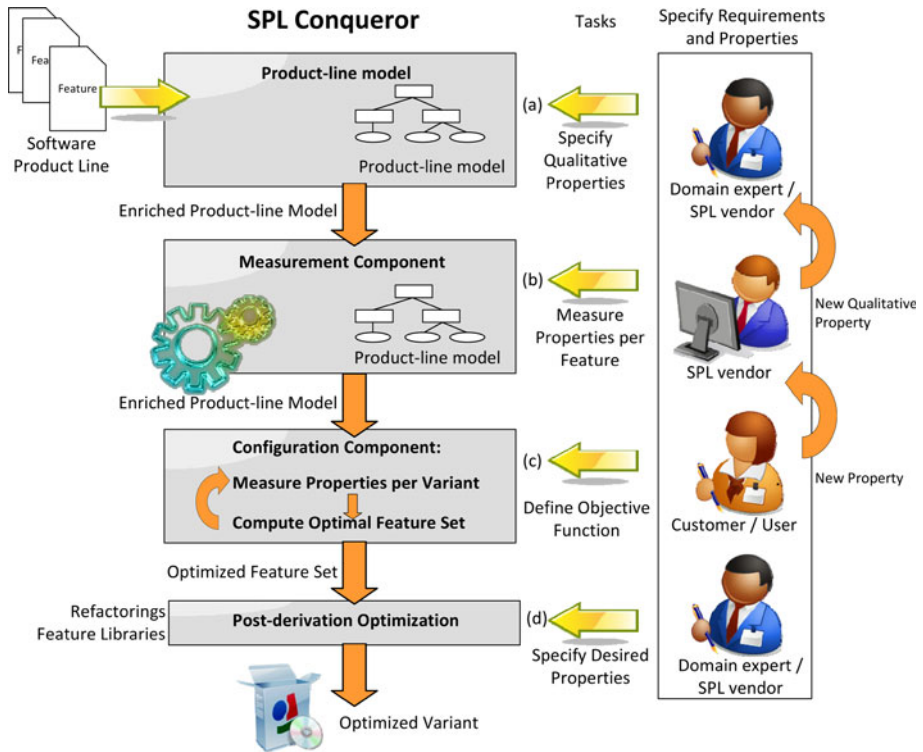 SPL Conqueror
Tasks
Specify Requirements
and Properties
F
Fea
Feature
Software
Product Line
Product-line model
Product-line model
(a)
Specify
Qualitative
Properties
Domain expert /
SPL vendor
Enriched Product-line Model
Measurement Component
Product-line model
(b)
Measure
Properties per
Feature
SPL vendor
New Qualitative
Property
Enriched Product-line Model
Configuration Component:
Measure Properties per Variant
Compute Optimal Feature Set
(c)
Define Objective
Function
Customer / User
New Property
Optimized Feature Set
Refactorings
Feature Libraries
Post-derivation Optimization
(d)
Specify Desired
Properties
Domain expert /
SPL vendor
Optimized Variant